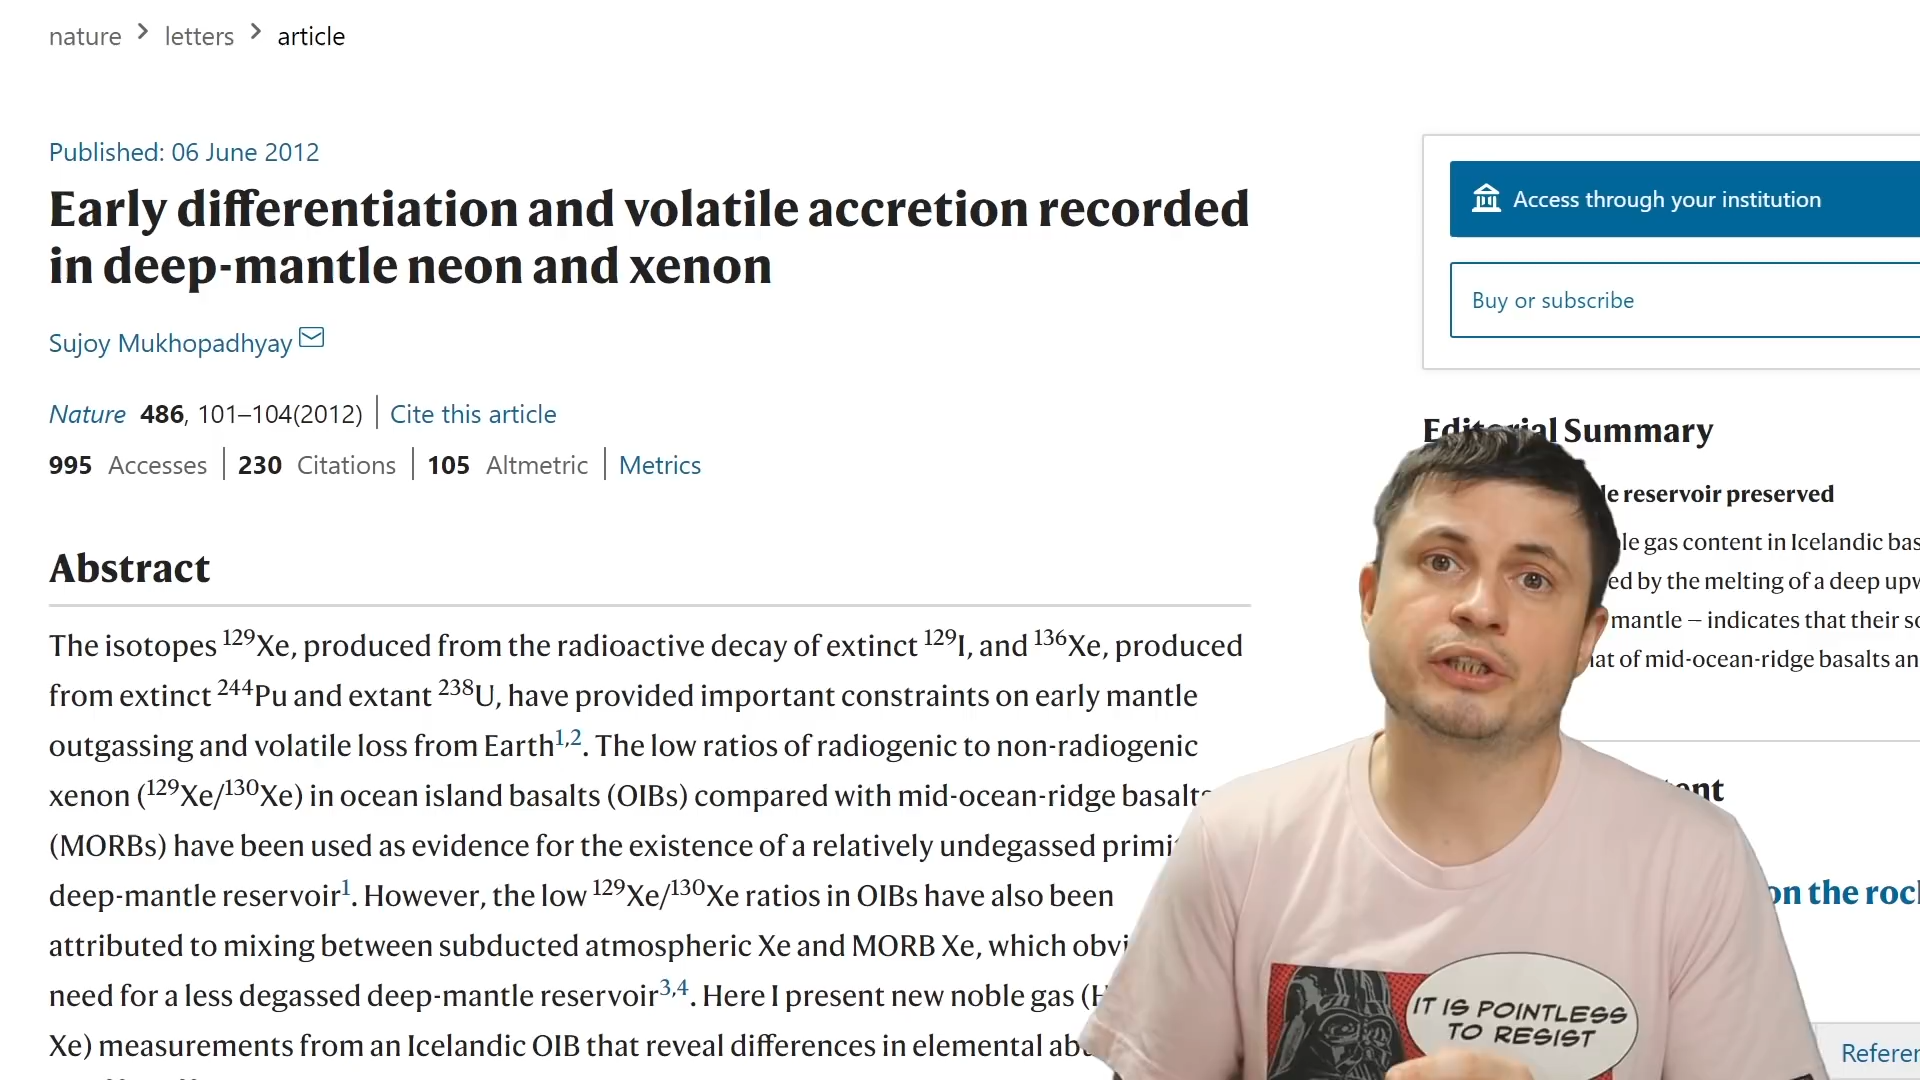 nature > letters > article
Published: 06 June 2012
Early differentiation and volatile accretion recorded
in deep-mantle neon and xenon
Sujoy Mukhopadhyay
Nature 486, 101–104(2012) | Cite this article
995 Accesses | 230 Citations | 105 Altmetric | Metrics
Abstract
The isotopes ¹²⁹Xe, produced from the radioactive decay of extinct ¹²⁹I, and ¹³⁶Xe, produced
from extinct ²⁴⁴Pu and extant ²³⁸U, have provided important constraints on early mantle
outgassing and volatile loss from Earth¹,². The low ratios of radiogenic to non-radiogenic
xenon (¹²⁹Xe/¹³⁰Xe) in ocean island basalts (OIBs) compared with mid-ocean-ridge basalts
(MORBs) have been used as evidence for the existence of a relatively undegassed primi
deep-mantle reservoir¹. However, the low ¹²⁹Xe/¹³⁰Xe ratios in OIBs have also been
attributed to mixing between subducted atmospheric Xe and MORB Xe, which obvi
need for a less degassed deep-mantle reservoir³,⁴. Here I present new noble gas (H
Xe) measurements from an Icelandic OIB that reveal differences in elemental ab
Access through your institution
Buy or subscribe
Editorial Summary
le reservoir preserved
le gas content in Icelandic bas
ed by the melting of a deep upw
mantle — indicates that their so
at of mid-ocean-ridge basalts an
ent
on the roc
Referen
IT IS POINTLESS
TO RESIST